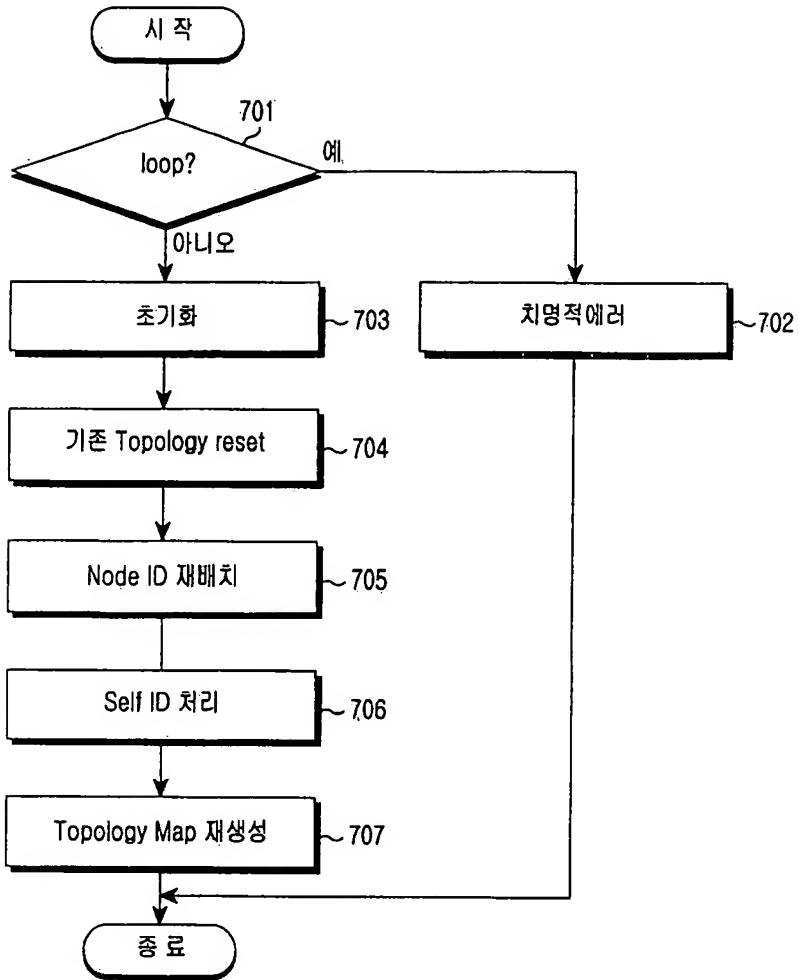 시 작
701
loop?
예
아니오
초기화
703
치명적에러
702
기존 Topology reset
704
Node ID 재배치
705
Self ID 처리
706
Topology Map 재생성
707
종 료